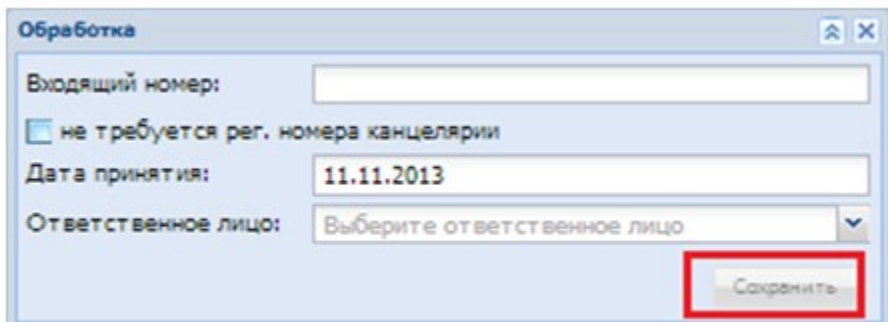 Обработка
Входящий номер:
не требуется рег. номера канцелярии
Дата принятия: 11.11.2013
Ответственное лицо: Выберите ответственное лицо
Сохранить